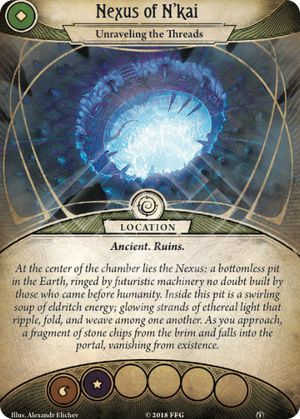 Nexus of N'kai
Unraveling the Threads
LOCATION
Ancient. Ruins.
At the center of the chamber lies the Nexus: a bottomless pit
in the Earth, ringed by futuristic machinery no doubt built by
those who came before humanity. Inside this pit is a swirling
soup of eldritch energy; glowing strands of ethereal light that
ripple, fold, and weave among one another. As you approach,
a fragment of stone chips from the brim and falls into the
portal, vanishing from existence.
Illus. Alexandr Elichev
© 2018 FFG